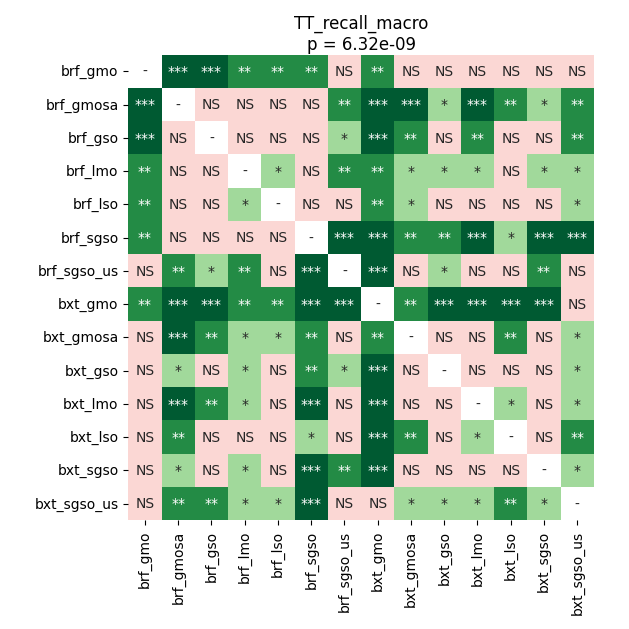 TT_recall_macro
p = 6.32e-09
brf_gmo - *** *** ** ** ** NS ** NS NS NS NS NS NS
brf_gmosa *** - NS NS NS NS ** *** *** * *** ** * **
brf_gso *** NS - NS NS NS * *** ** NS ** NS NS **
brf_lmo ** NS NS - * NS ** ** * * * NS * *
brf_lso ** NS NS * - NS NS ** * NS NS NS NS *
brf_sgso ** NS NS NS NS - *** *** ** ** *** * *** ***
brf_sgso_us NS ** * ** NS *** - *** NS * NS NS ** NS
bxt_gmo ** *** *** ** ** *** *** - ** *** *** *** *** NS
bxt_gmosa NS *** ** * * ** NS ** - NS NS ** NS *
bxt_gso NS * NS * NS ** * *** NS - NS NS NS *
bxt_lmo NS *** ** * NS *** NS *** NS NS - * NS *
bxt_lso NS ** NS NS NS * NS *** ** NS * - NS **
bxt_sgso NS * NS * NS *** ** *** NS NS NS NS - *
bxt_sgso_us NS ** ** * * *** NS NS * * * ** * -
brf_gmo
brf_gmosa
brf_gso
brf_lmo
brf_lso
brf_sgso
brf_sgso_us
bxt_gmo
bxt_gmosa
bxt_gso
bxt_lmo
bxt_lso
bxt_sgso
bxt_sgso_us